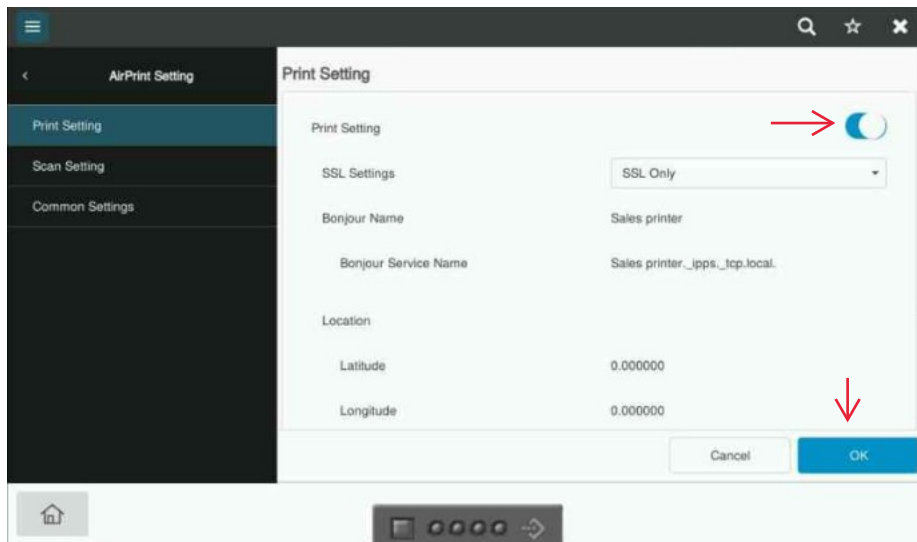 AirPrint Setting
Print Setting
Scan Setting
Common Settings
Print Setting
Print Setting
SSL Settings SSL Only
Bonjour Name Sales printer
Bonjour Service Name Sales printer._ipps._tcp.local.
Location
Latitude 0.000000
Longitude 0.000000
Cancel OK